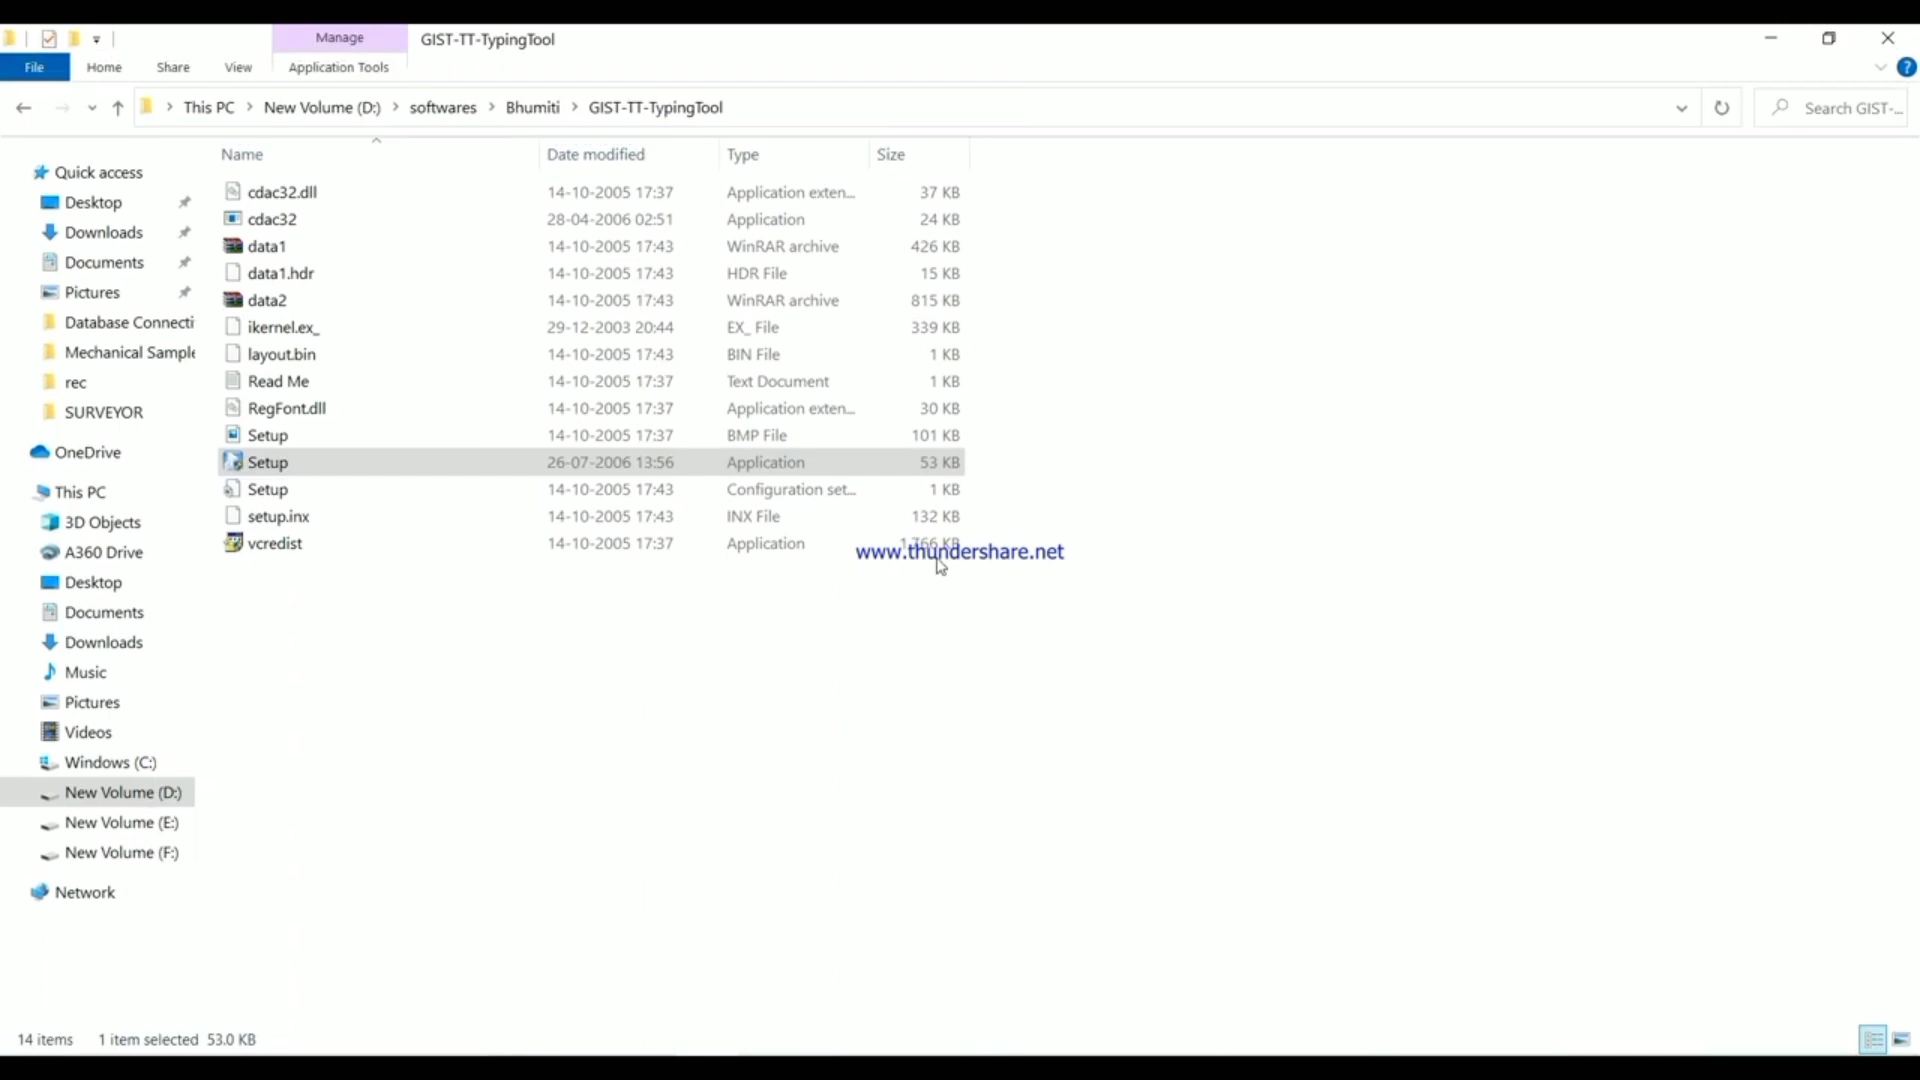 Manage GIST-TT-TypingTool
File Home Share View Application Tools
This PC New Volume (D:) softwares Bhumiti GIST-TT-TypingTool Search GIST-...
Name Date modified Type Size
Quick access
Desktop
Downloads
Documents
Pictures
Database Connecti
Mechanical Sample
rec
SURVEYOR
OneDrive
This PC
3D Objects
A360 Drive
Desktop
Documents
Downloads
Music
Pictures
Videos
Windows (C:)
New Volume (D:)
New Volume (E:)
New Volume (F:)
Network
cdac32.dll 14-10-2005 17:37 Application exten... 37 KB
cdac32 28-04-2006 02:51 Application 24 KB
data1 14-10-2005 17:43 WinRAR archive 426 KB
data1.hdr 14-10-2005 17:43 HDR File 15 KB
data2 14-10-2005 17:43 WinRAR archive 815 KB
ikernel.ex_ 29-12-2003 20:44 EX_ File 339 KB
layout.bin 14-10-2005 17:43 BIN File 1 KB
Read Me 14-10-2005 17:37 Text Document 1 KB
RegFont.dll 14-10-2005 17:37 Application exten... 30 KB
Setup 14-10-2005 17:37 BMP File 101 KB
Setup 26-07-2006 13:56 Application 53 KB
Setup 14-10-2005 17:43 Configuration set... 1 KB
setup.inx 14-10-2005 17:43 INX File 132 KB
vcredist 14-10-2005 17:37 Application 1,766 KB
www.thundershare.net
14 items 1 item selected 53.0 KB